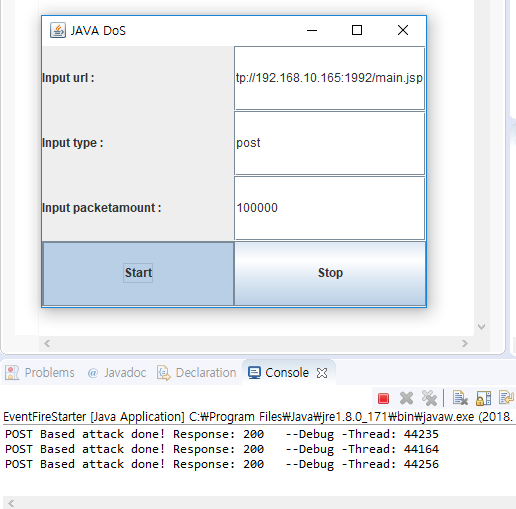 JAVA DoS
Input url :
tp://192.168.10.165:1992/main.jsp
Input type :
post
Input packetamount :
100000
Start
Stop
Problems @ Javadoc Declaration Console
EventFireStarter [Java Application] C:₩Program Files₩Java₩jre1.8.0_171₩bin₩javaw.exe (2018.
POST Based attack done! Response: 200 --Debug -Thread: 44235
POST Based attack done! Response: 200 --Debug -Thread: 44164
POST Based attack done! Response: 200 --Debug -Thread: 44256